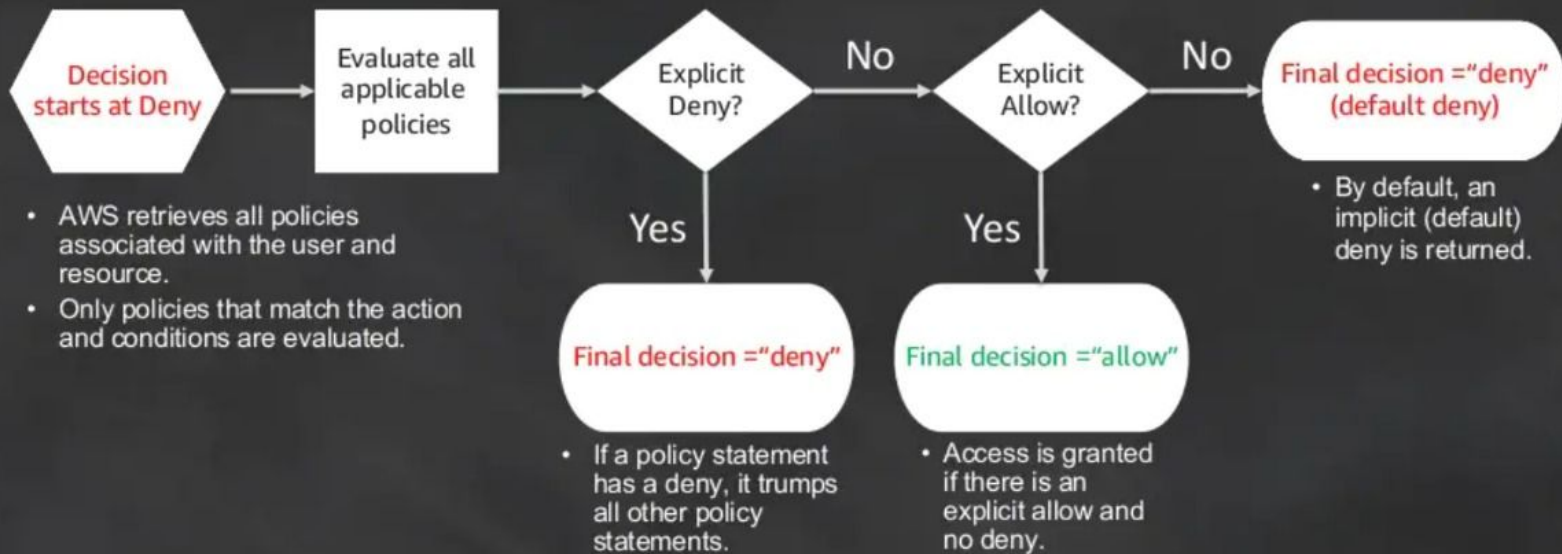 Decision
starts at Deny
Evaluate all
applicable
policies
Explicit
Deny?
No
Explicit
Allow?
No
Final decision =“deny”
(default deny)
• AWS retrieves all policies
associated with the user and
resource.
• Only policies that match the action
and conditions are evaluated.
Yes
Yes
• By default, an
implicit (default)
deny is returned.
Final decision =“deny”
Final decision =“allow”
• If a policy statement
has a deny, it trumps
all other policy
statements.
• Access is granted
if there is an
explicit allow and
no deny.